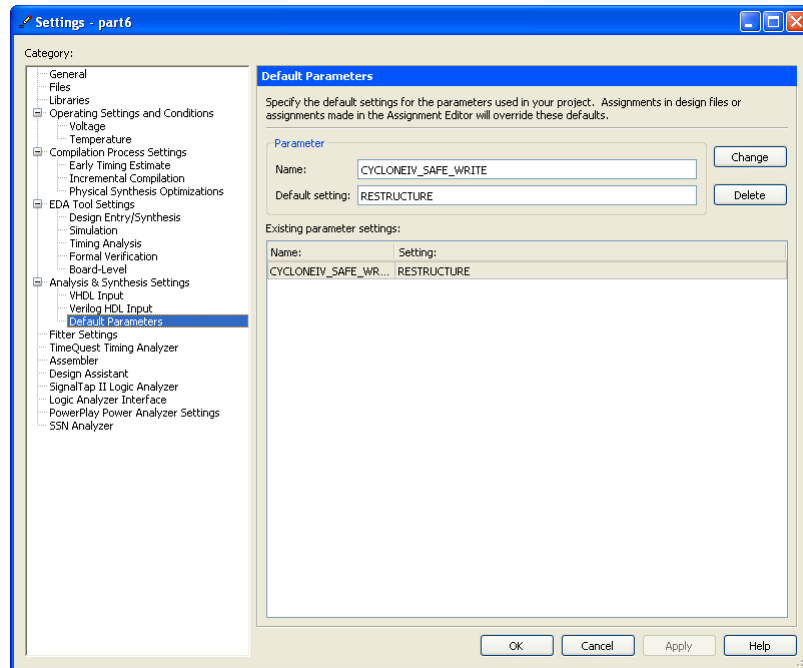 Settings - part6
Category:
General
Files
Libraries
Operating Settings and Conditions
Voltage
Temperature
Compilation Process Settings
Early Timing Estimate
Incremental Compilation
Physical Synthesis Optimizations
EDA Tool Settings
Design Entry/Synthesis
Simulation
Timing Analysis
Formal Verification
Board-Level
Analysis & Synthesis Settings
VHDL Input
Verilog HDL Input
Default Parameters
Fitter Settings
TimeQuest Timing Analyzer
Assembler
Design Assistant
SignalTap II Logic Analyzer
Logic Analyzer Interface
PowerPlay Power Analyzer Settings
SSN Analyzer
Default Parameters
Specify the default settings for the parameters used in your project. Assignments in design files or
assignments made in the Assignment Editor will override these defaults.
Parameter
Name: CYCLONEIV_SAFE_WRITE
Change
Default setting: RESTRUCTURE
Delete
Existing parameter settings:
Name: Setting:
CYCLONEIV_SAFE_WR... RESTRUCTURE
OK Cancel Apply Help